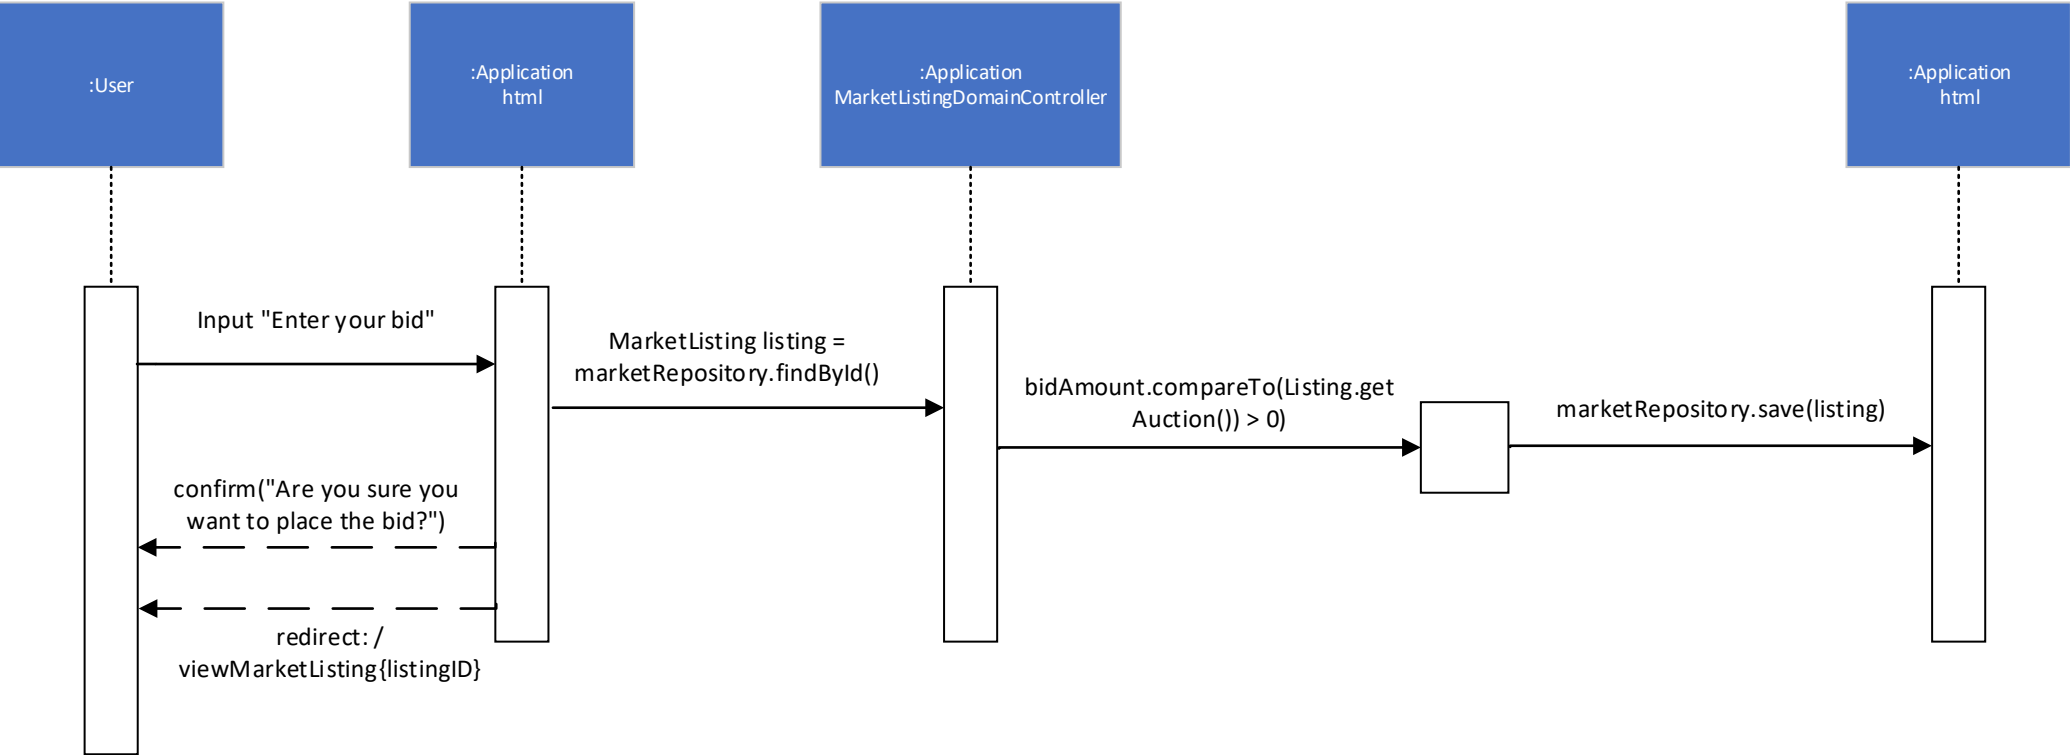 :User
:Application
html
:Application
MarketListingDomainController
:Application
html
Input "Enter your bid"
MarketListing listing =
marketRepository.findById()
bidAmount.compareTo(Listing.get
Auction()) > 0)
marketRepository.save(listing)
confirm("Are you sure you
want to place the bid?")
redirect: /
viewMarketListing{listingID}